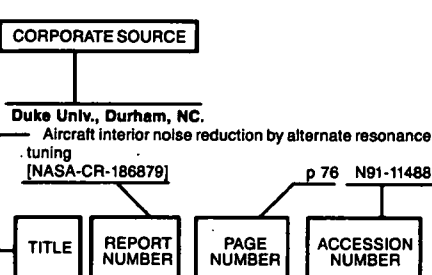 CORPORATE SOURCE
Duke Univ., Durham, NC.
Aircraft interior noise reduction by alternate resonance
tuning
[NASA-CR-186879] p 76 N91-11488
TITLE REPORT NUMBER PAGE NUMBER ACCESSION NUMBER